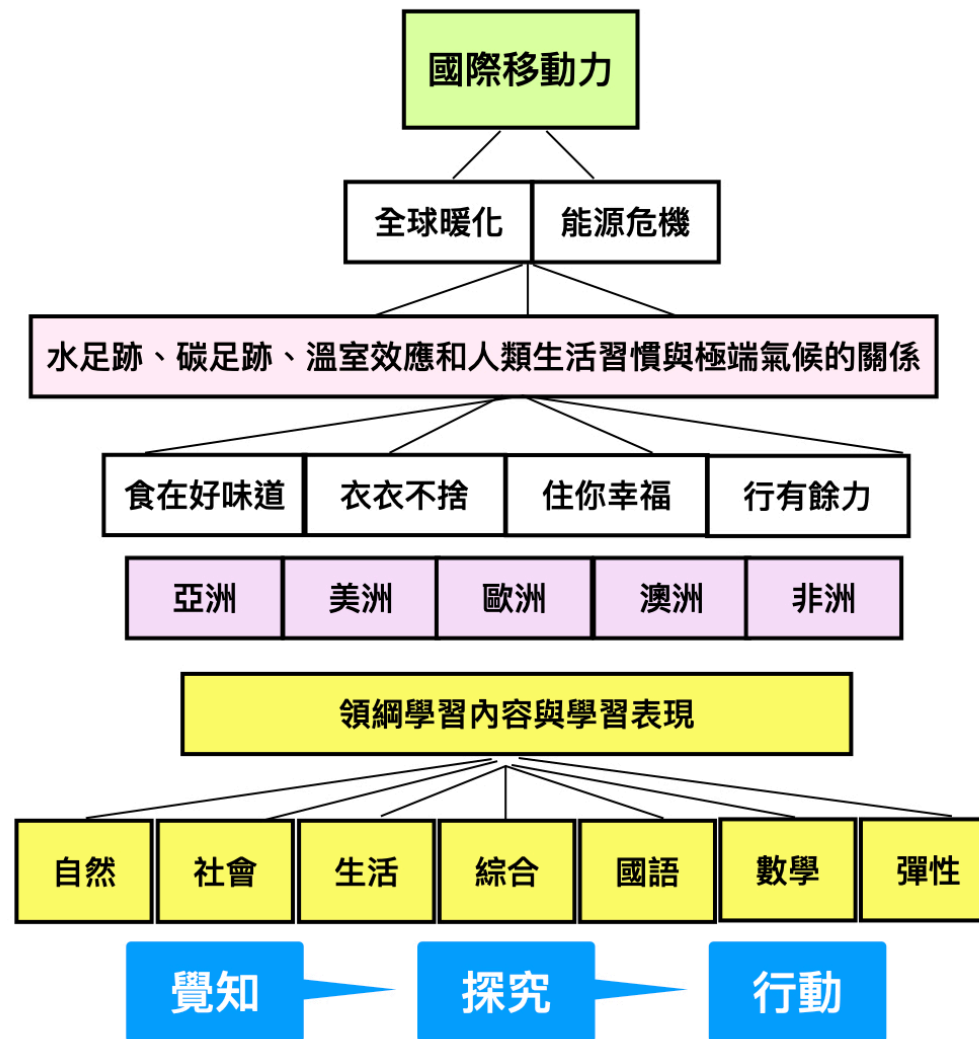 國際移動力
全球暖化 能源危機
水足跡、碳足跡、溫室效應和人類生活習慣與極端氣候的關係
食在好味道 衣衣不捨 住你幸福 行有餘力
亞洲 美洲 歐洲 澳洲 非洲
領綱學習內容與學習表現
自然 社會 生活 綜合 國語 數學 彈性
覺知 探究 行動